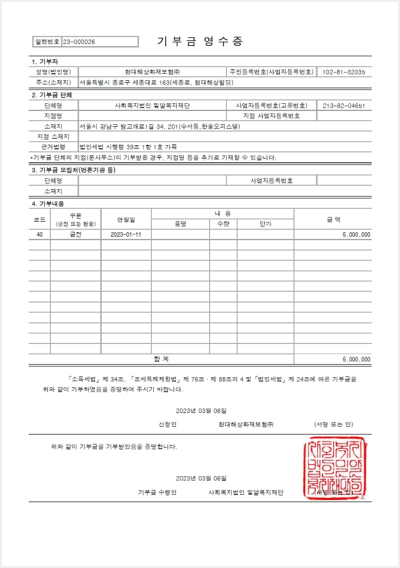 일련번호 23-000026
기 부 금 영 수 증
1. 기부자
성명(법인명) 현대해상화재보험㈜ 주민등록번호(사업자등록번호) 102-81-32035
주소(소재지) 서울특별시 종로구 세종대로 163(세종로, 현대해상빌딩)
2. 기부금 단체
단체명 사회복지법인 밀알복지재단 사업자등록번호(고유번호) 213-82-04651
지점명 지점 사업자등록번호
소재지 서울시 강남구 밤고개로1길 34, 201(수서동,한울오피스텔)
지점 소재지
근거법령 법인세법 시행령 39조 1항 1호 가목
*기부금 단체의 지점(분사무소)이 기부받은 경우, 지점명 등을 추가로 기재할 수 있습니다.
3. 기부금 모집처(언론기관 등)
단체명 사업자등록번호
소재지
4. 기부내용
코드 구분 연월일 내 용 금 액
(금전 또는 현물) 품명 수량 단가
40 금전 2023-01-11 5,000,000
합 계 5,000,000
「소득세법」제 34조, 「조세특례제한법」제 76조 · 제 88조의 4 및「법인세법」제 24조에 따른 기부금을
위와 같이 기부하였음을 증명하여 주시기 바랍니다.
2023년 03월 06일
신청인 현대해상화재보험㈜ (서명 또는 인)
위와 같이 기부금을 기부받았음을 증명합니다.
2023년 03월 06일
기부금 수령인 사회복지법인 밀알복지재단